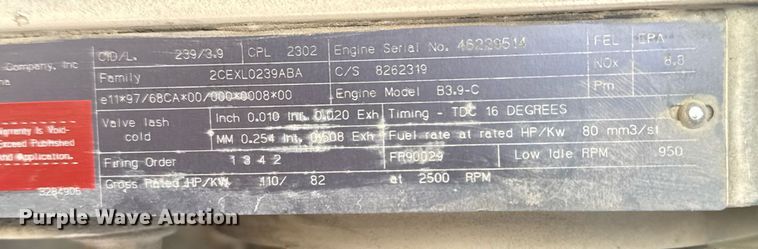 Company, Inc
CID/L. 239/3.9 CPL 2302 Engine Serial No. 46229514 FEL EPA
Family 2CEXL0239ABA C/S 8262319 NOx 8.8
e11*97/68CA*00/000*0008*00 Engine Model B3.9-C Pm
Valve lash cold Inch 0.010 Int. 0.020 Exh Timing - TDC 16 DEGREES
MM 0.254 Int. 0.508 Exh Fuel rate at rated HP/Kw 80 mm3/st
Warranty Is Void
Exceed Published
and Application.
Firing Order 1 3 4 2 FR90029 Low Idle RPM 950
3284906
Gross Rated HP/KW 110/ 82 at 2500 RPM
Purple Wave Auction